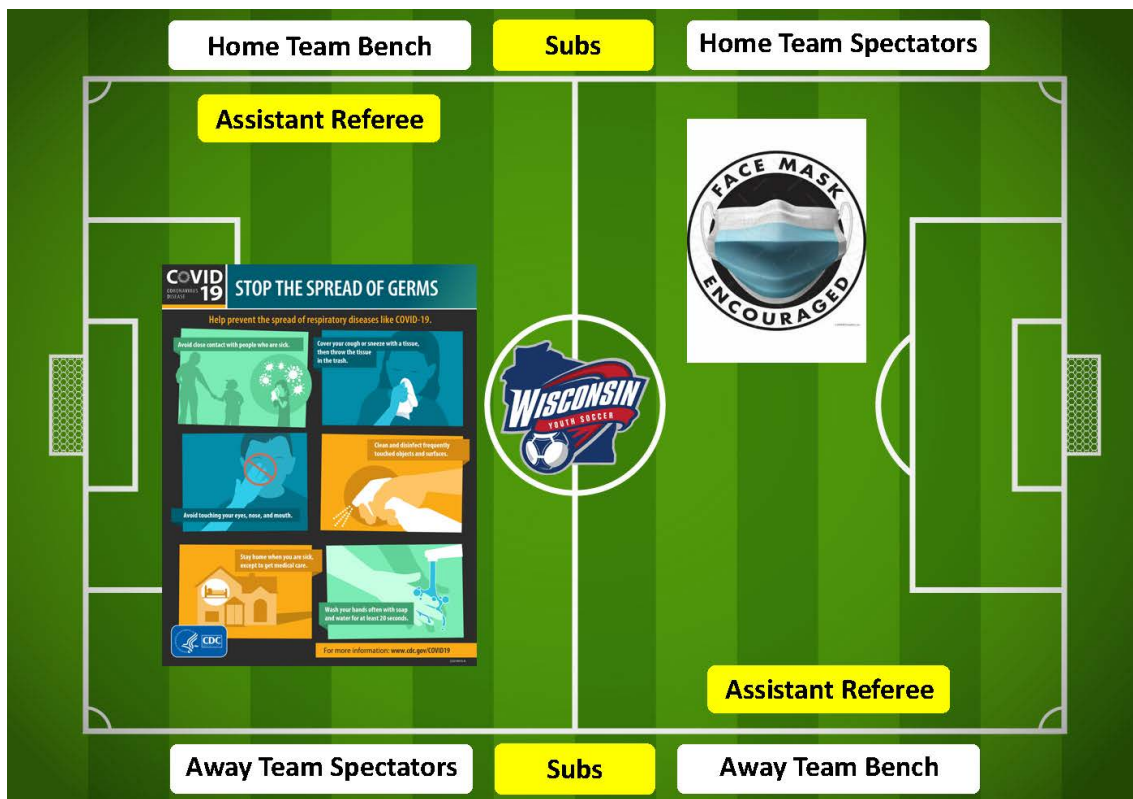 Home Team Bench
Subs
Home Team Spectators
Assistant Referee
FACE MASK
ENCOURAGED
COVID
19
CORONAVIRUS
DISEASE
STOP THE SPREAD OF GERMS
Help prevent the spread of respiratory diseases like COVID-19.
Avoid close contact with people who are sick.
Cover your cough or sneeze with a tissue,
then throw the tissue
in the trash.
Avoid touching your eyes, nose, and mouth.
Clean and disinfect frequently
touched objects and surfaces.
Stay home when you are sick,
except to get medical care.
Wash your hands often with soap
and water for at least 20 seconds.
CDC
For more information: www.cdc.gov/COVID19
WISCONSIN
YOUTH SOCCER
Assistant Referee
Away Team Spectators
Subs
Away Team Bench